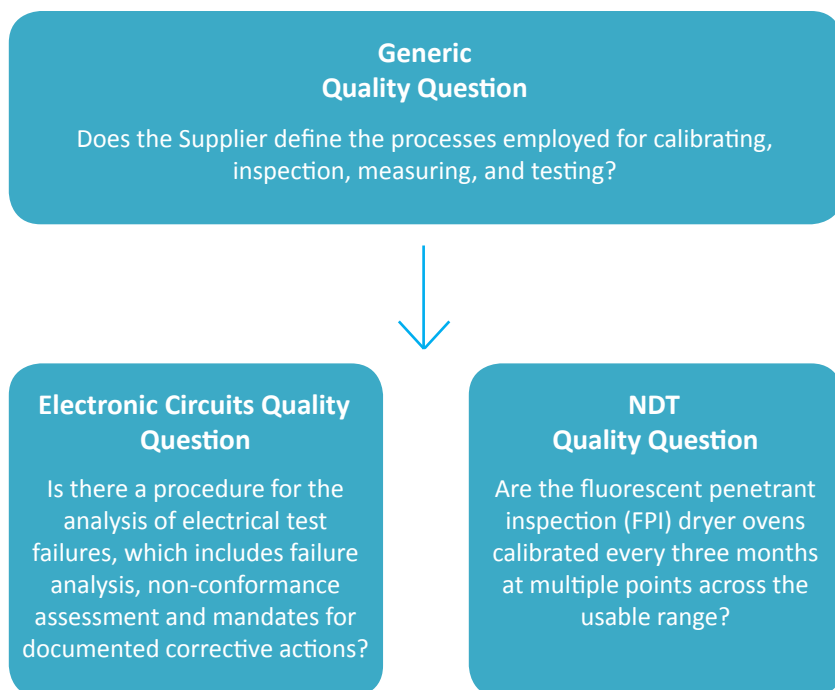 Generic
Quality Question
Does the Supplier define the processes employed for calibrating,
inspection, measuring, and testing?
Electronic Circuits Quality
Question
Is there a procedure for the
analysis of electrical test
failures, which includes failure
analysis, non-conformance
assessment and mandates for
documented corrective actions?
NDT
Quality Question
Are the fluorescent penetrant
inspection (FPI) dryer ovens
calibrated every three months
at multiple points across the
usable range?